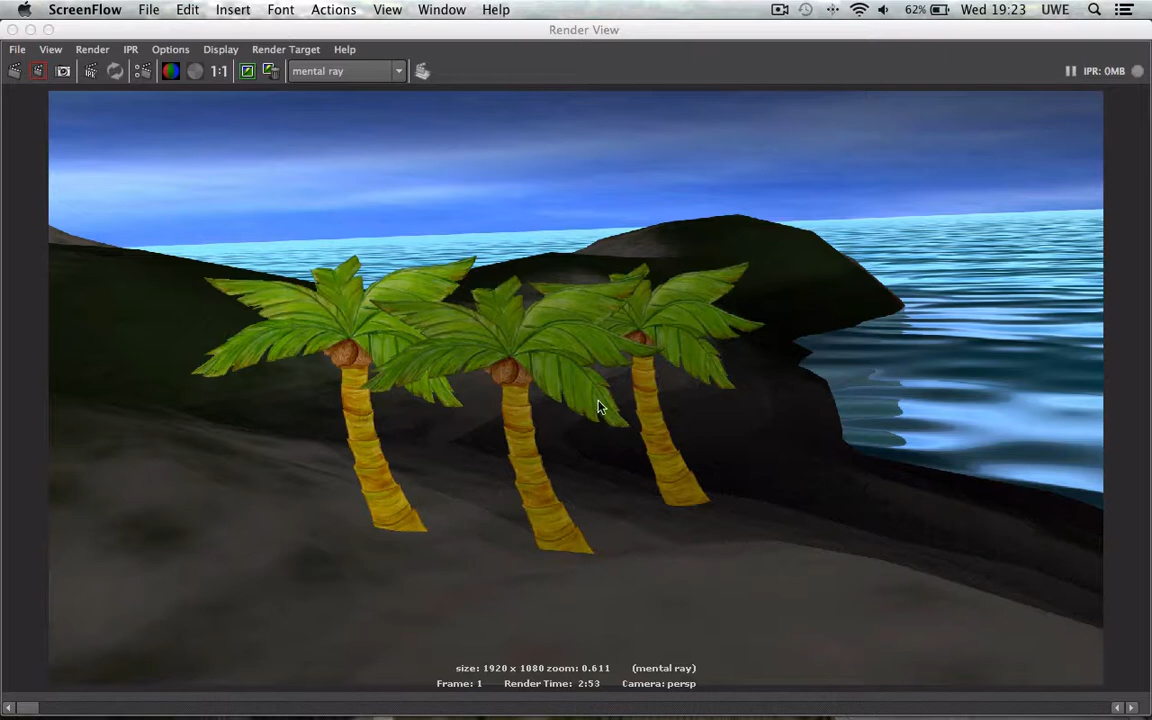 ScreenFlow File Edit Insert Font Actions View Window Help 62% Wed 19:23 UWE
Render View
File View Render IPR Options Display Render Target Help
1:1 mental ray IPR: 0MB
size: 1920 x 1080 zoom: 0.611 (mental ray)
Frame: 1 Render Time: 2:53 Camera: persp